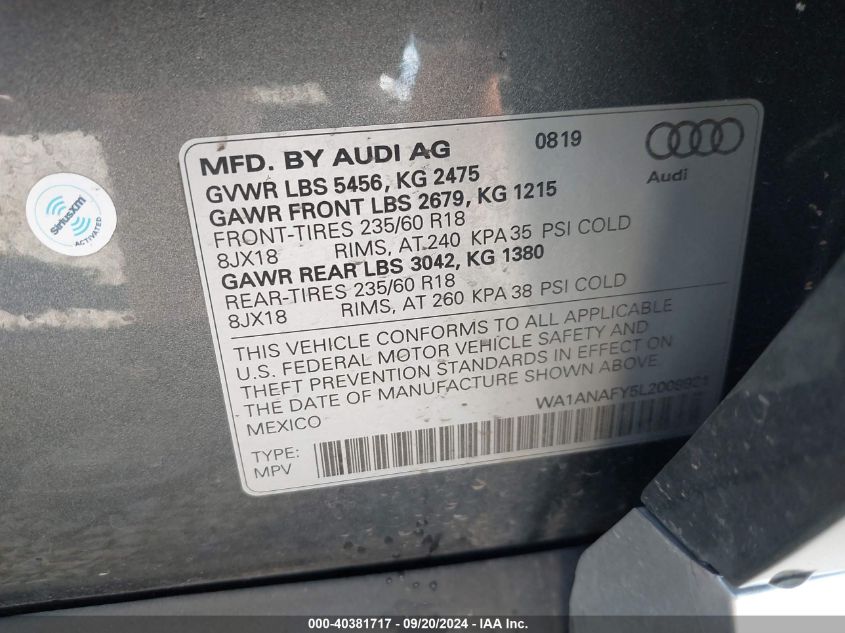 MFD. BY AUDI AG 0819
Audi
GVWR LBS 5456, KG 2475
GAWR FRONT LBS 2679, KG 1215
FRONT-TIRES 235/60 R18
8JX18 RIMS, AT 240 KPA 35 PSI COLD
GAWR REAR LBS 3042, KG 1380
REAR-TIRES 235/60 R18
8JX18 RIMS, AT 260 KPA 38 PSI COLD
THIS VEHICLE CONFORMS TO ALL APPLICABLE
U.S. FEDERAL MOTOR VEHICLE SAFETY AND
THEFT PREVENTION STANDARDS IN EFFECT ON
THE DATE OF MANUFACTURE SHOWN ABOVE.
MEXICO
TYPE:
MPV
SiriusXM
ACTIVATED
000-40381717 - 09/20/2024 - IAA Inc.